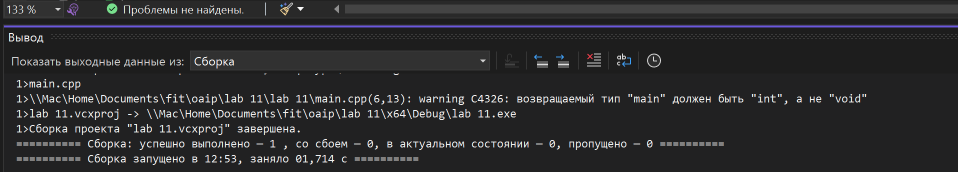 133 %
Проблемы не найдены.
Вывод
Показать выходные данные из: Сборка
1>main.cpp
1>\\Mac\Home\Documents\fit\oaip\lab 11\lab 11\main.cpp(6,13): warning C4326: возвращаемый тип "main" должен быть "int", а не "void"
1>lab 11.vcxproj -> \\Mac\Home\Documents\fit\oaip\lab 11\x64\Debug\lab 11.exe
1>Сборка проекта "lab 11.vcxproj" завершена.
========== Сборка: успешно выполнено — 1 , со сбоем — 0, в актуальном состоянии — 0, пропущено — 0 ==========
========== Сборка запущено в 12:53, заняло 01,714 с ==========